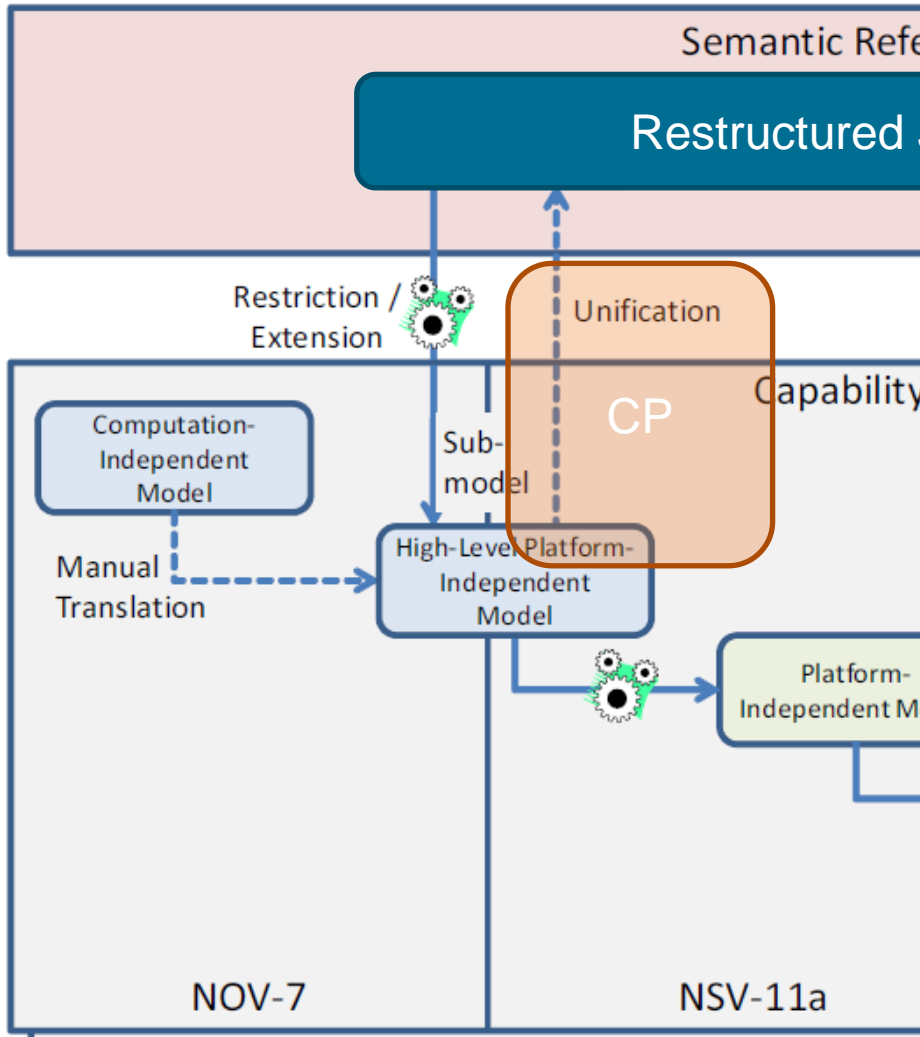 Semantic Refe
Restructured
Restriction /
Extension
Unification
Capability
CP
Computation-
Independent
Model
Sub-
model
High-Level Platform-
Independent
Model
Manual
Translation
Platform-
Independent M
NOV-7
NSV-11a